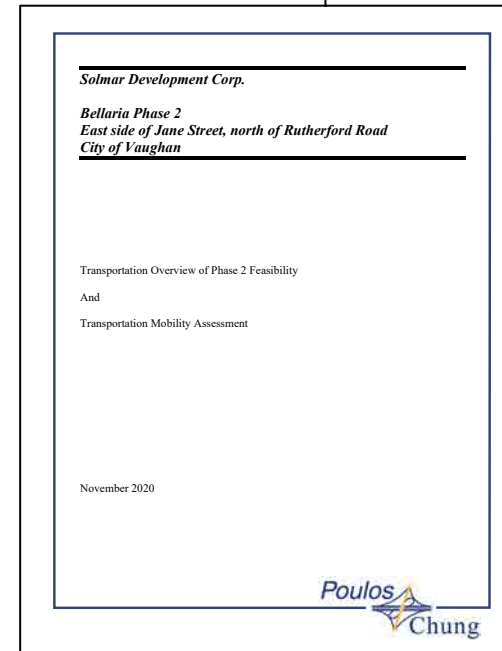 Solmar Development Corp.
Bellaria Phase 2
East side of Jane Street, north of Rutherford Road
City of Vaughan
Transportation Overview of Phase 2 Feasibility
And
Transportation Mobility Assessment
November 2020
Poulos
Chung